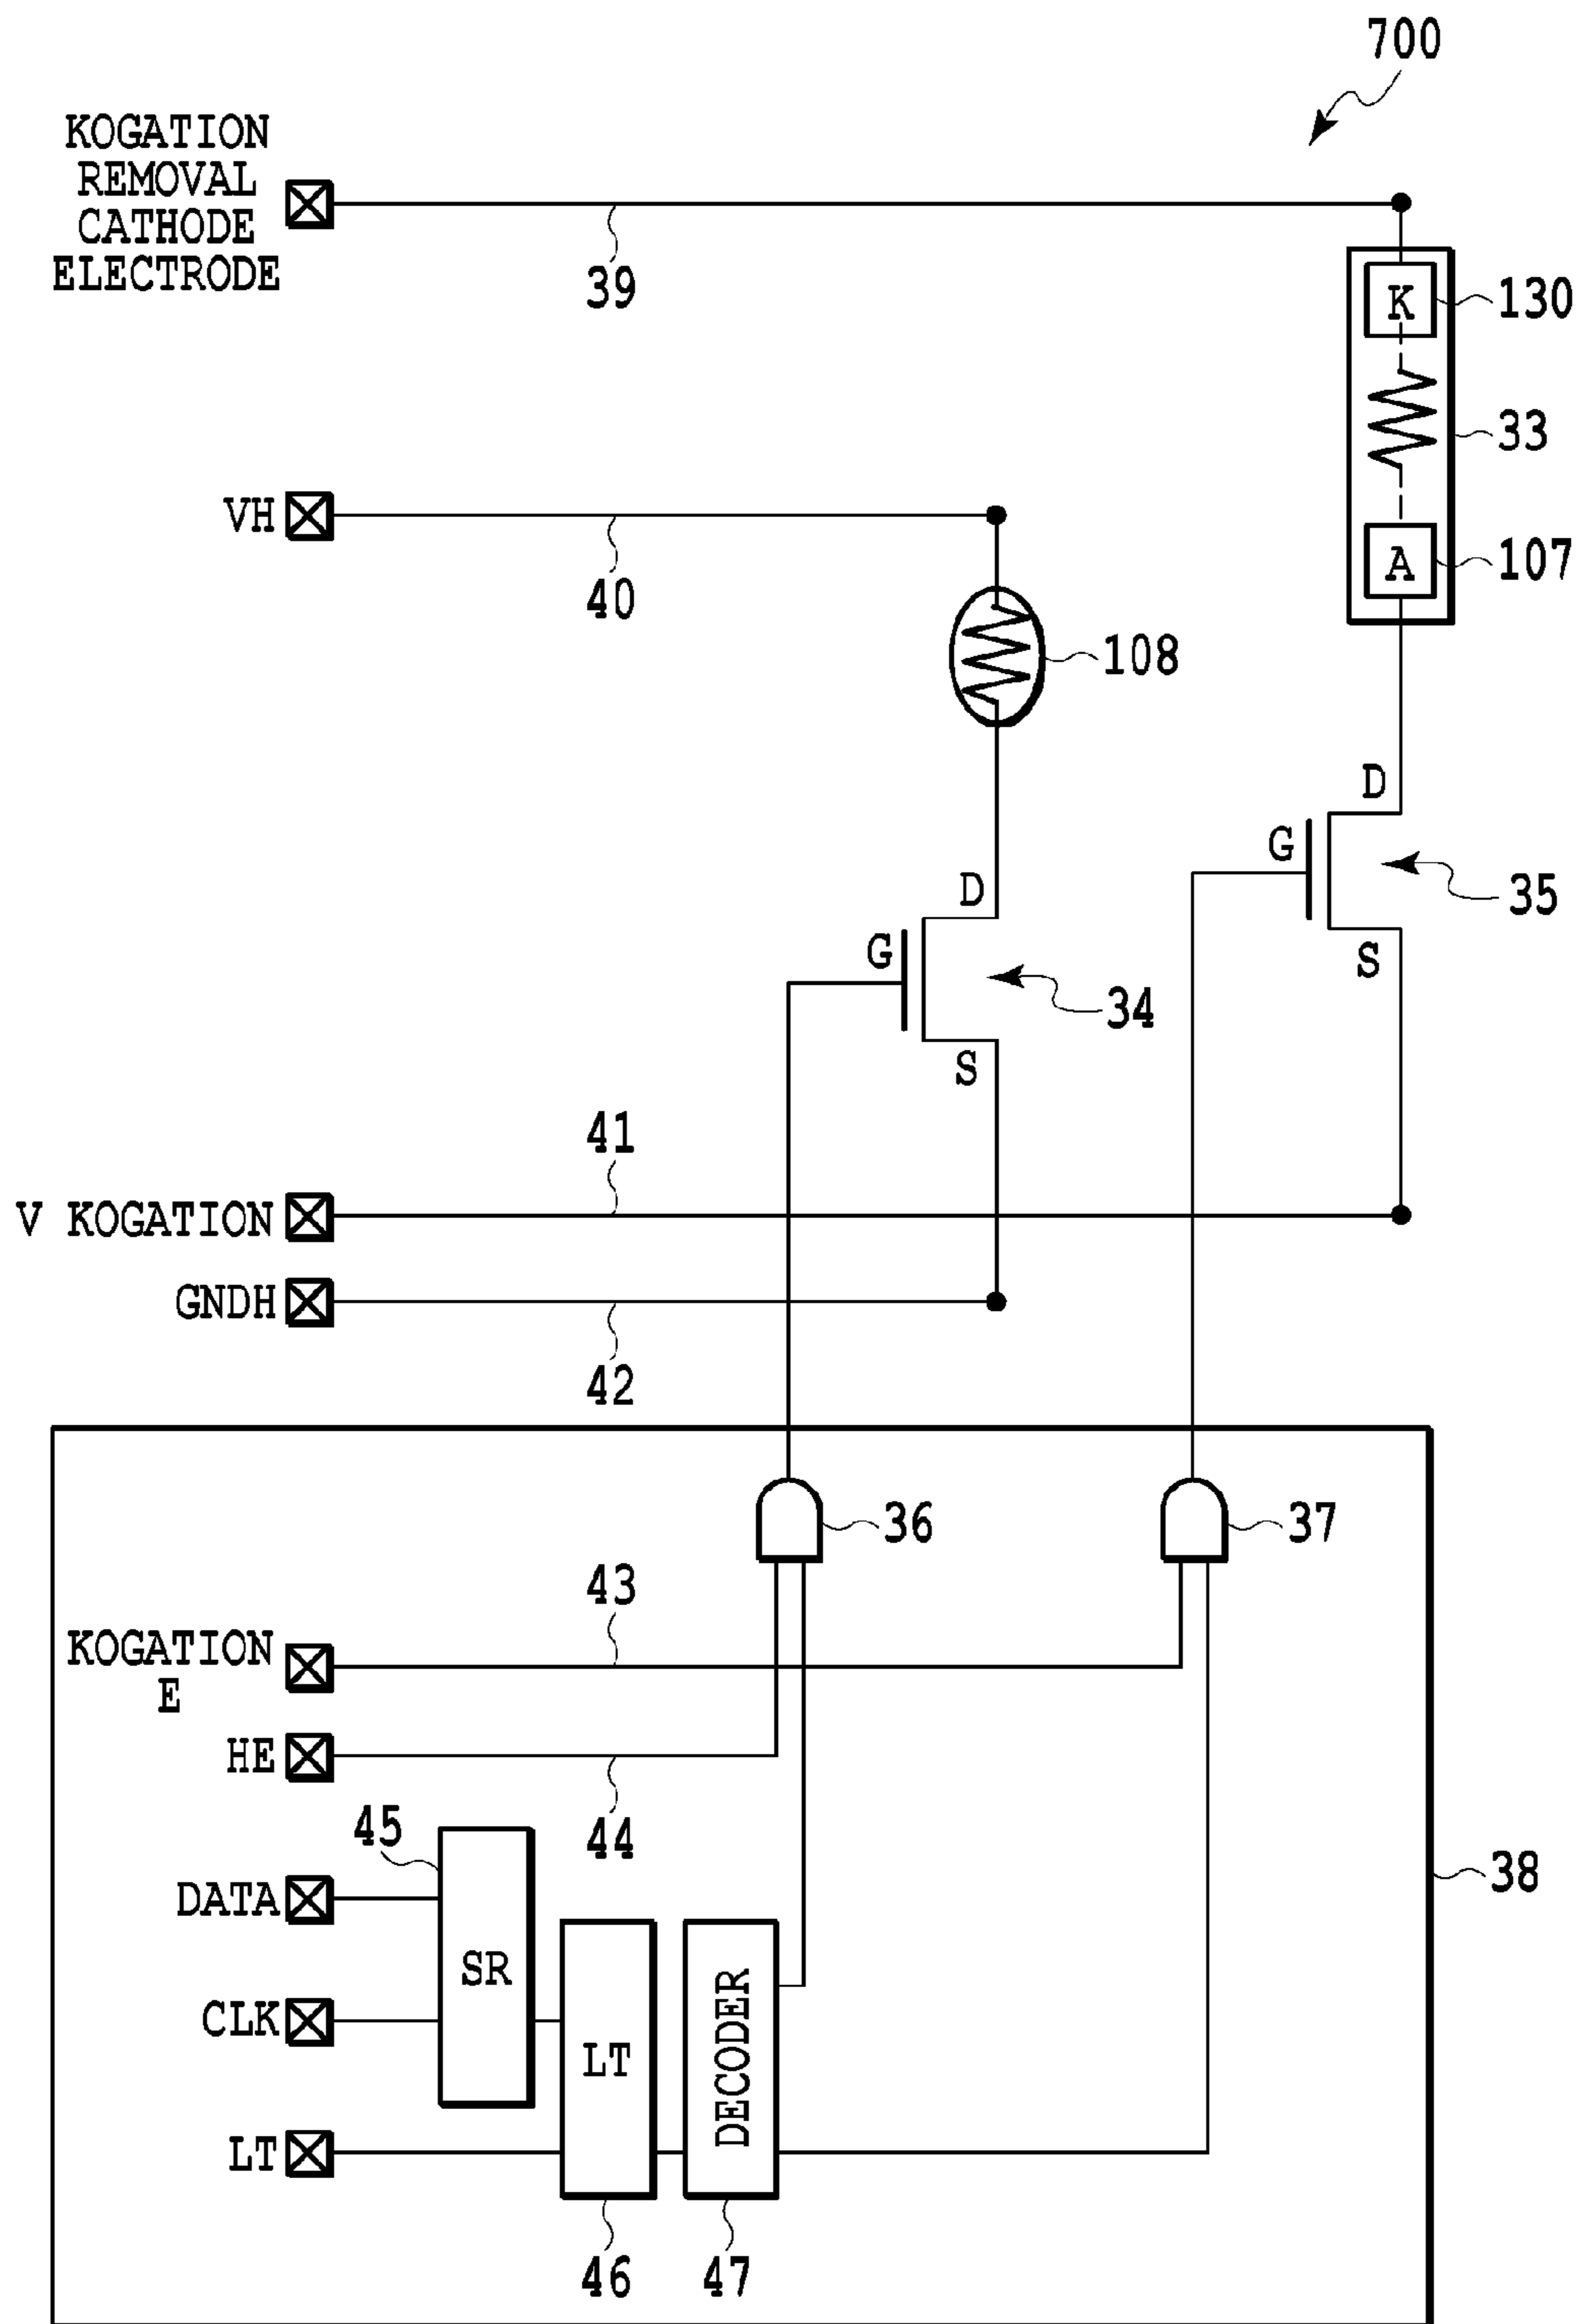 700
KOGATION
REMOVAL
CATHODE
ELECTRODE
39
K
130
33
VH
40
A
107
108
D
G
35
D
S
G
34
S
41
V KOGATION
GNDH
42
36
37
43
KOGATION
E
HE
45
44
38
DATA
SR
DECODER
CLK
LT
LT
46
47